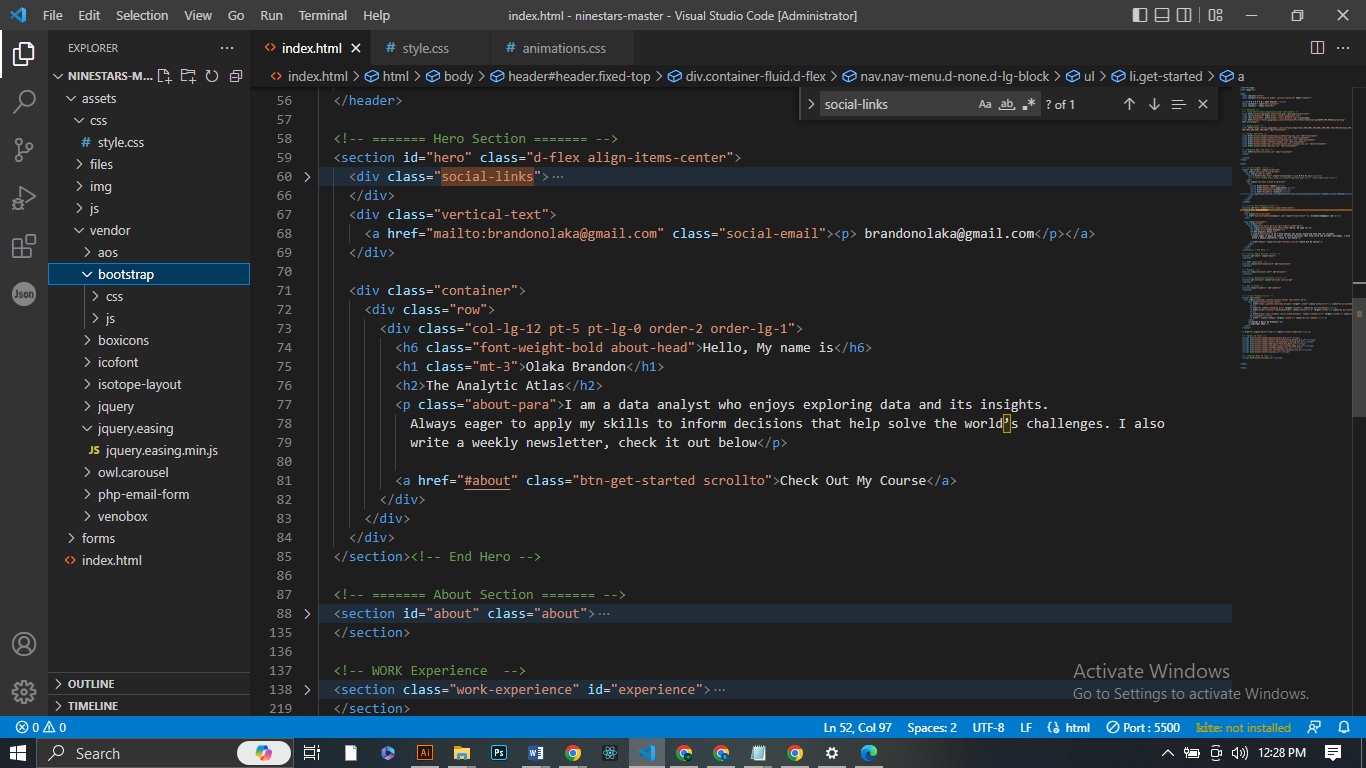 File Edit Selection View Go Run Terminal Help index.html - ninestars-master - Visual Studio Code [Administrator]
EXPLORER
NINESTARS-M...
assets
css
# style.css
files
img
js
vendor
aos
bootstrap
css
js
boxicons
icofont
isotope-layout
jquery
jquery.easing
JS jquery.easing.min.js
owl.carousel
php-email-form
venobox
forms
<> index.html
OUTLINE
TIMELINE
Json
<> index.html # style.css # animations.css
<> index.html > html > body > header#header.fixed-top > div.container-fluid.d-flex > nav.nav-menu.d-none.d-lg-block > ul > li.get-started > a
social-links Aa ab .* ? of 1
56 </header>
57
58 <!-- ======= Hero Section ======= -->
59 <section id="hero" class="d-flex align-items-center">
60 <div class="social-links">…
66 </div>
67 <div class="vertical-text">
68 <a href="mailto:brandonolaka@gmail.com" class="social-email"><p> brandonolaka@gmail.com</p></a>
69 </div>
70
71 <div class="container">
72 <div class="row">
73 <div class="col-lg-12 pt-5 pt-lg-0 order-2 order-lg-1">
74 <h6 class="font-weight-bold about-head">Hello, My name is</h6>
75 <h1 class="mt-3">Olaka Brandon</h1>
76 <h2>The Analytic Atlas</h2>
77 <p class="about-para">I am a data analyst who enjoys exploring data and its insights.
78 Always eager to apply my skills to inform decisions that help solve the world’s challenges. I also
79 write a weekly newsletter, check it out below</p>
80
81 <a href="#about" class="btn-get-started scrollto">Check Out My Course</a>
82 </div>
83 </div>
84 </div>
85 </section><!-- End Hero -->
86
87 <!-- ======= About Section ======= -->
88 <section id="about" class="about">…
135 </section>
136
137 <!-- WORK Experience  -->
138 <section class="work-experience" id="experience">…
219 </section>
Activate Windows
Go to Settings to activate Windows.
0 0 Ln 52, Col 97 Spaces: 2 UTF-8 LF html Port : 5500 kite: not installed
Search Ai Ps W 12:28 PM